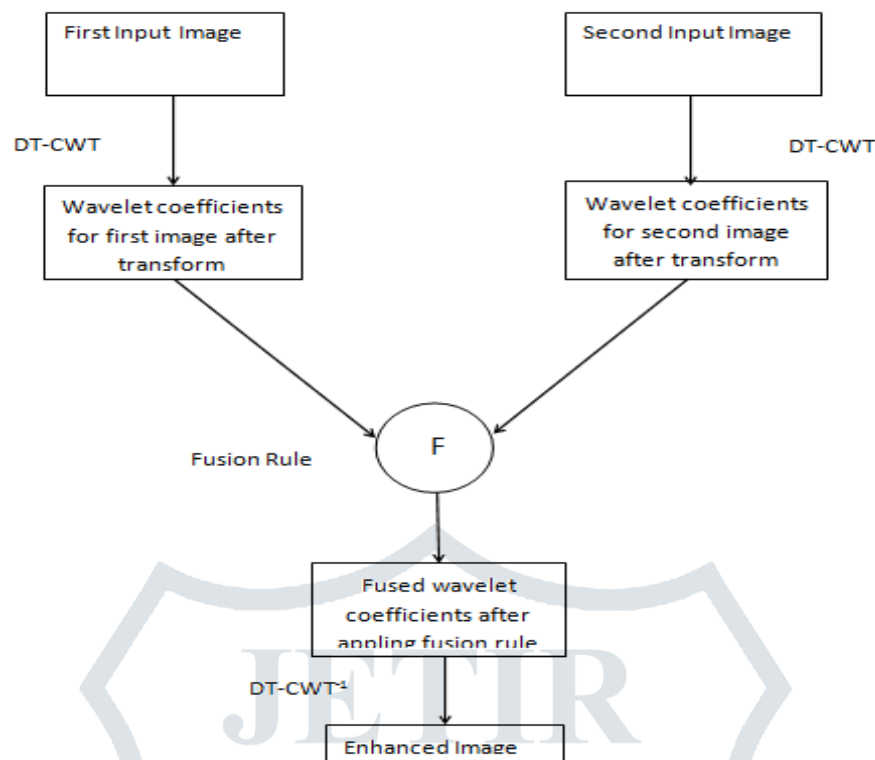 First Input Image
Second Input Image
DT-CWT
DT-CWT
Wavelet coefficients
for first image after
transform
Wavelet coefficients
for second image
after transform
F
Fusion Rule
Fused wavelet
coefficients after
appling fusion rule
DT-CWT⁻¹
JETIR
Enhanced Image